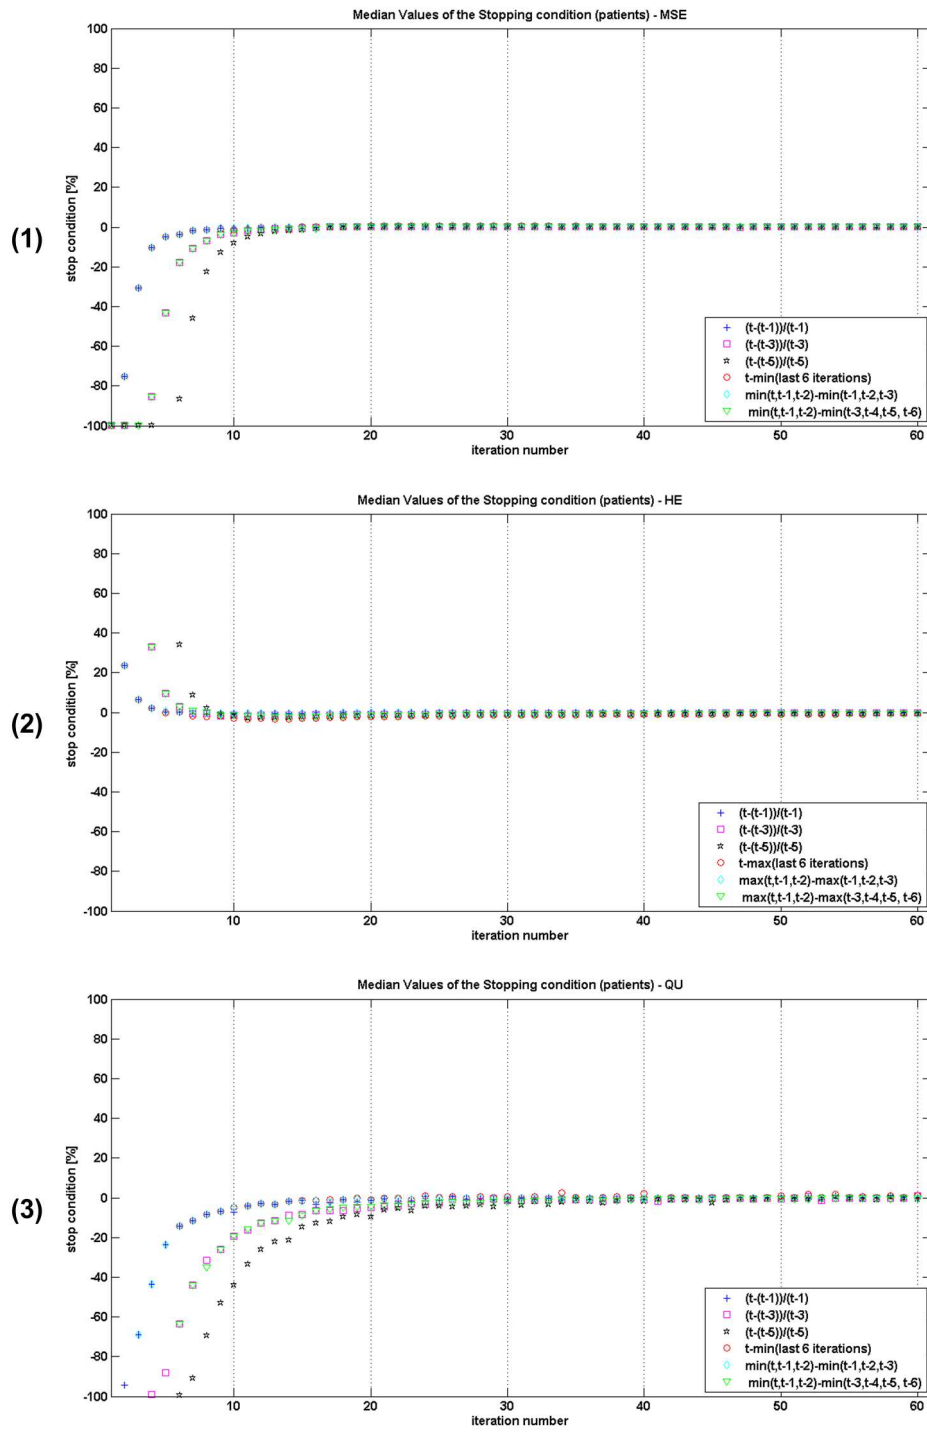 Median Values of the Stopping condition (patients) - MSE
100
80
60
40
20
0
-20
-40
-60
-80
-100
stop condition [%]
(1)
(t-(t-1))/(t-1)
(t-(t-3))/(t-3)
(t-(t-5))/(t-5)
t-min(last 6 iterations)
min(t,t-1,t-2)-min(t-1,t-2,t-3)
min(t,t-1,t-2)-min(t-3,t-4,t-5, t-6)
10 20 30 40 50 60
iteration number
Median Values of the Stopping condition (patients) - HE
100
80
60
40
20
0
-20
-40
-60
-80
-100
stop condition [%]
(2)
(t-(t-1))/(t-1)
(t-(t-3))/(t-3)
(t-(t-5))/(t-5)
t-max(last 6 iterations)
max(t,t-1,t-2)-max(t-1,t-2,t-3)
max(t,t-1,t-2)-max(t-3,t-4,t-5, t-6)
10 20 30 40 50 60
iteration number
Median Values of the Stopping condition (patients) - QU
100
80
60
40
20
0
-20
-40
-60
-80
-100
stop condition [%]
(3)
(t-(t-1))/(t-1)
(t-(t-3))/(t-3)
(t-(t-5))/(t-5)
t-min(last 6 iterations)
min(t,t-1,t-2)-min(t-1,t-2,t-3)
min(t,t-1,t-2)-min(t-3,t-4,t-5, t-6)
10 20 30 40 50 60
iteration number